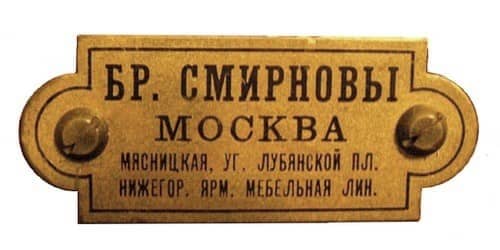 БР. СМИРНОВЫ
МОСКВА
МЯСНИЦКАЯ, УГ. ЛУБЯНСКОЙ ПЛ.
НИЖЕГОР. ЯРМ. МЕБЕЛЬНАЯ ЛИН.